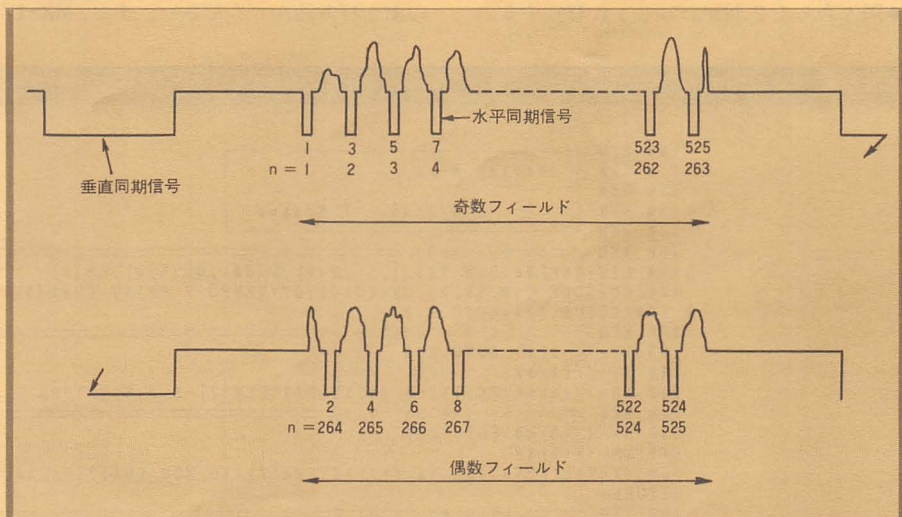 水平同期信号
1 3 5 7 523 525
n = 1 2 3 4 262 263
垂直同期信号
奇数フィールド
2 4 6 8 522 524
n = 264 265 266 267 524 525
偶数フィールド